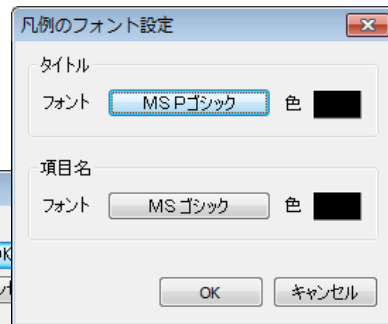 凡例のフォント設定
タイトル
フォント MS Pゴシック 色
項目名
フォント MS ゴシック 色
OK キャンセル